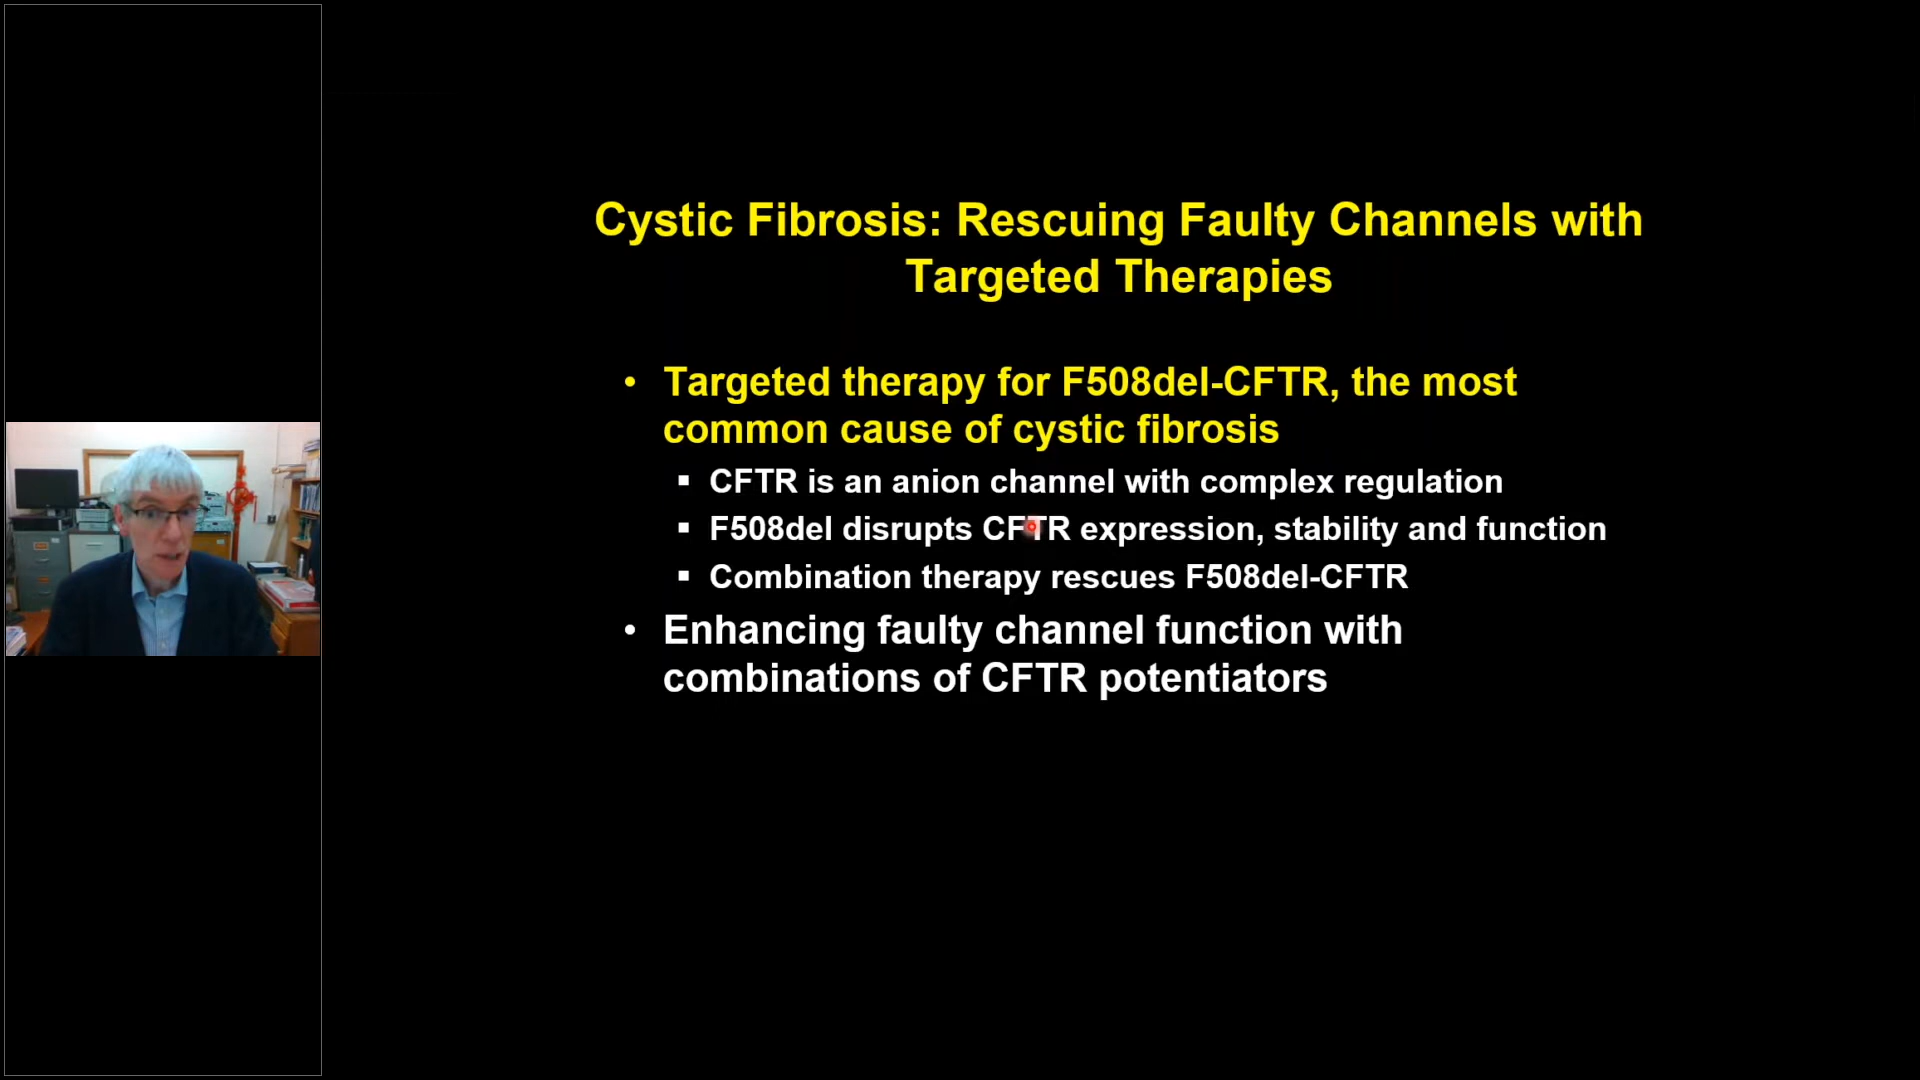 Cystic Fibrosis: Rescuing Faulty Channels with
Targeted Therapies
• Targeted therapy for F508del-CFTR, the most
common cause of cystic fibrosis
▪ CFTR is an anion channel with complex regulation
▪ F508del disrupts CFTR expression, stability and function
▪ Combination therapy rescues F508del-CFTR
• Enhancing faulty channel function with
combinations of CFTR potentiators